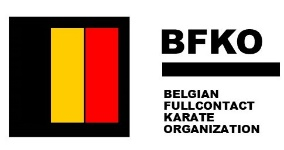 BFKO
BELGIAN
FULLCONTACT
KARATE
ORGANIZATION